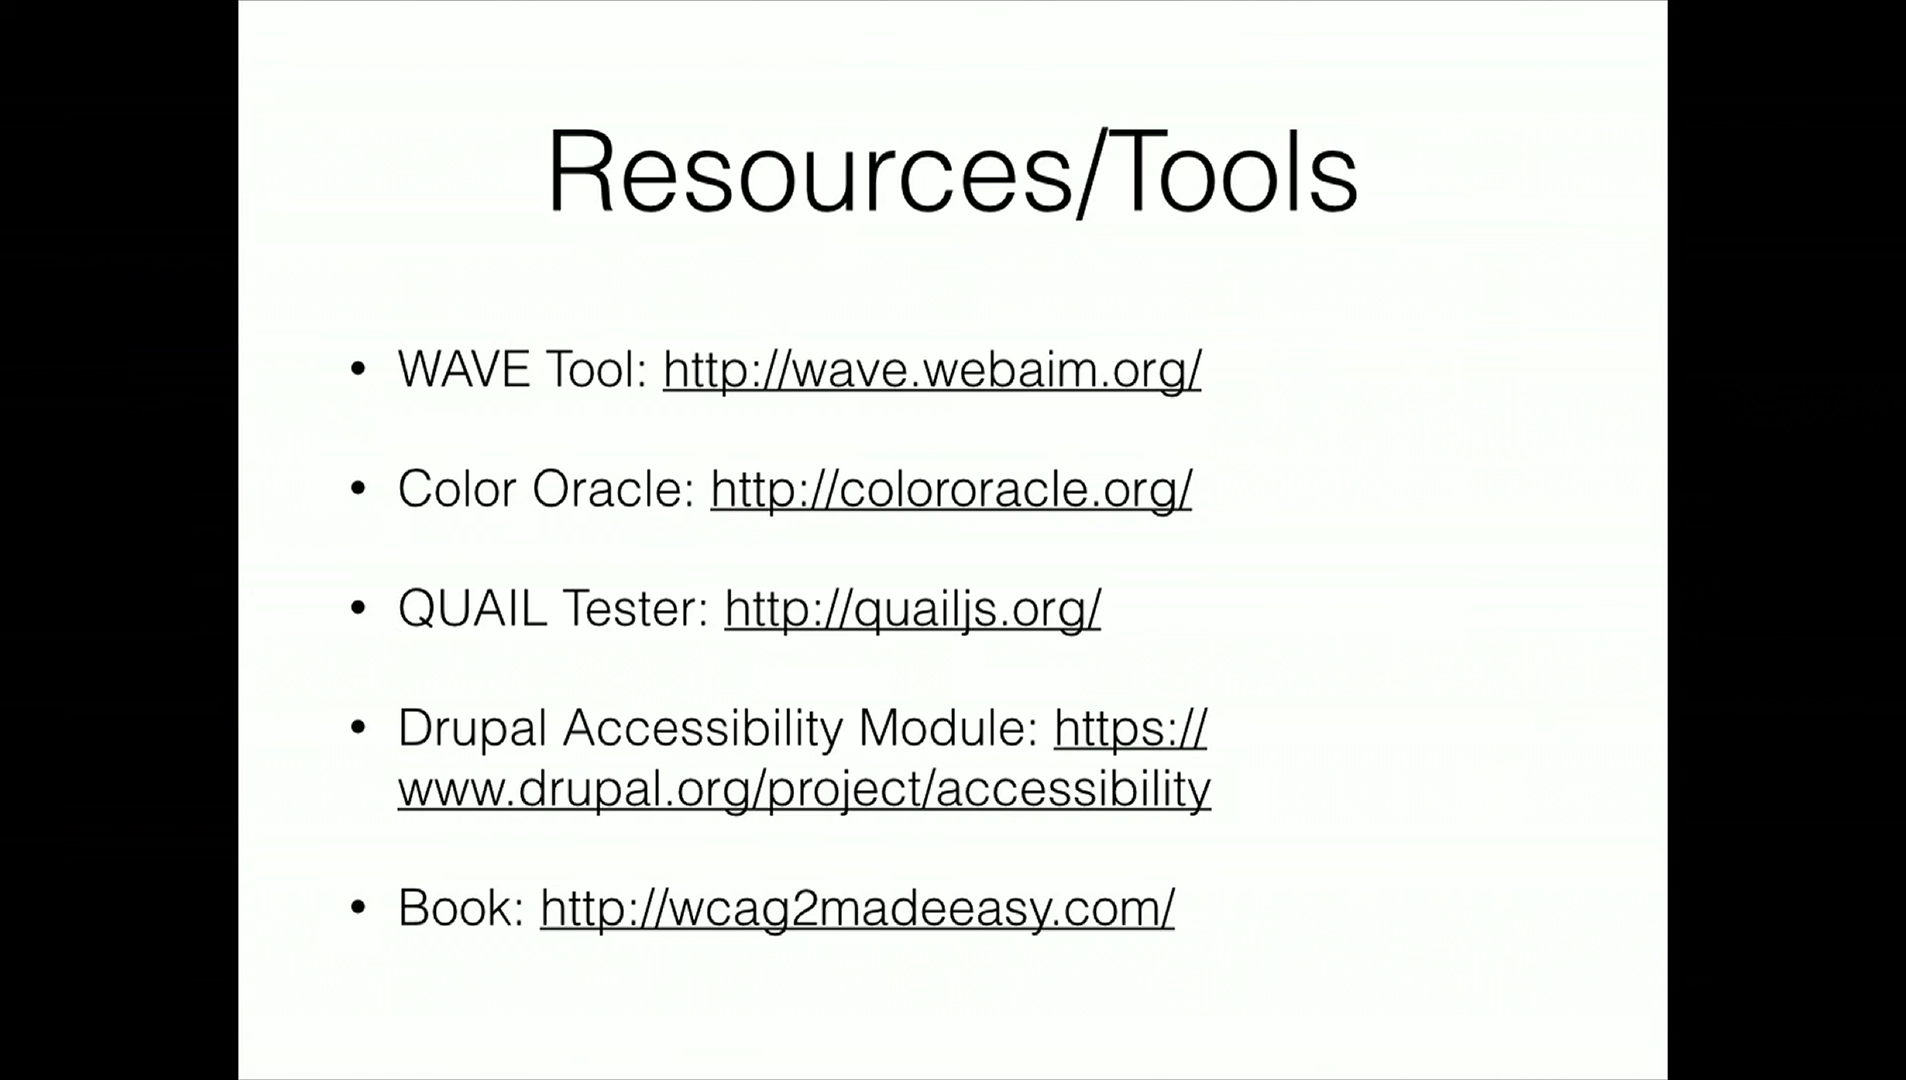 Resources/Tools
• WAVE Tool: http://wave.webaim.org/
• Color Oracle: http://colororacle.org/
• QUAIL Tester: http://quailjs.org/
• Drupal Accessibility Module: https://
www.drupal.org/project/accessibility
• Book: http://wcag2madeeasy.com/